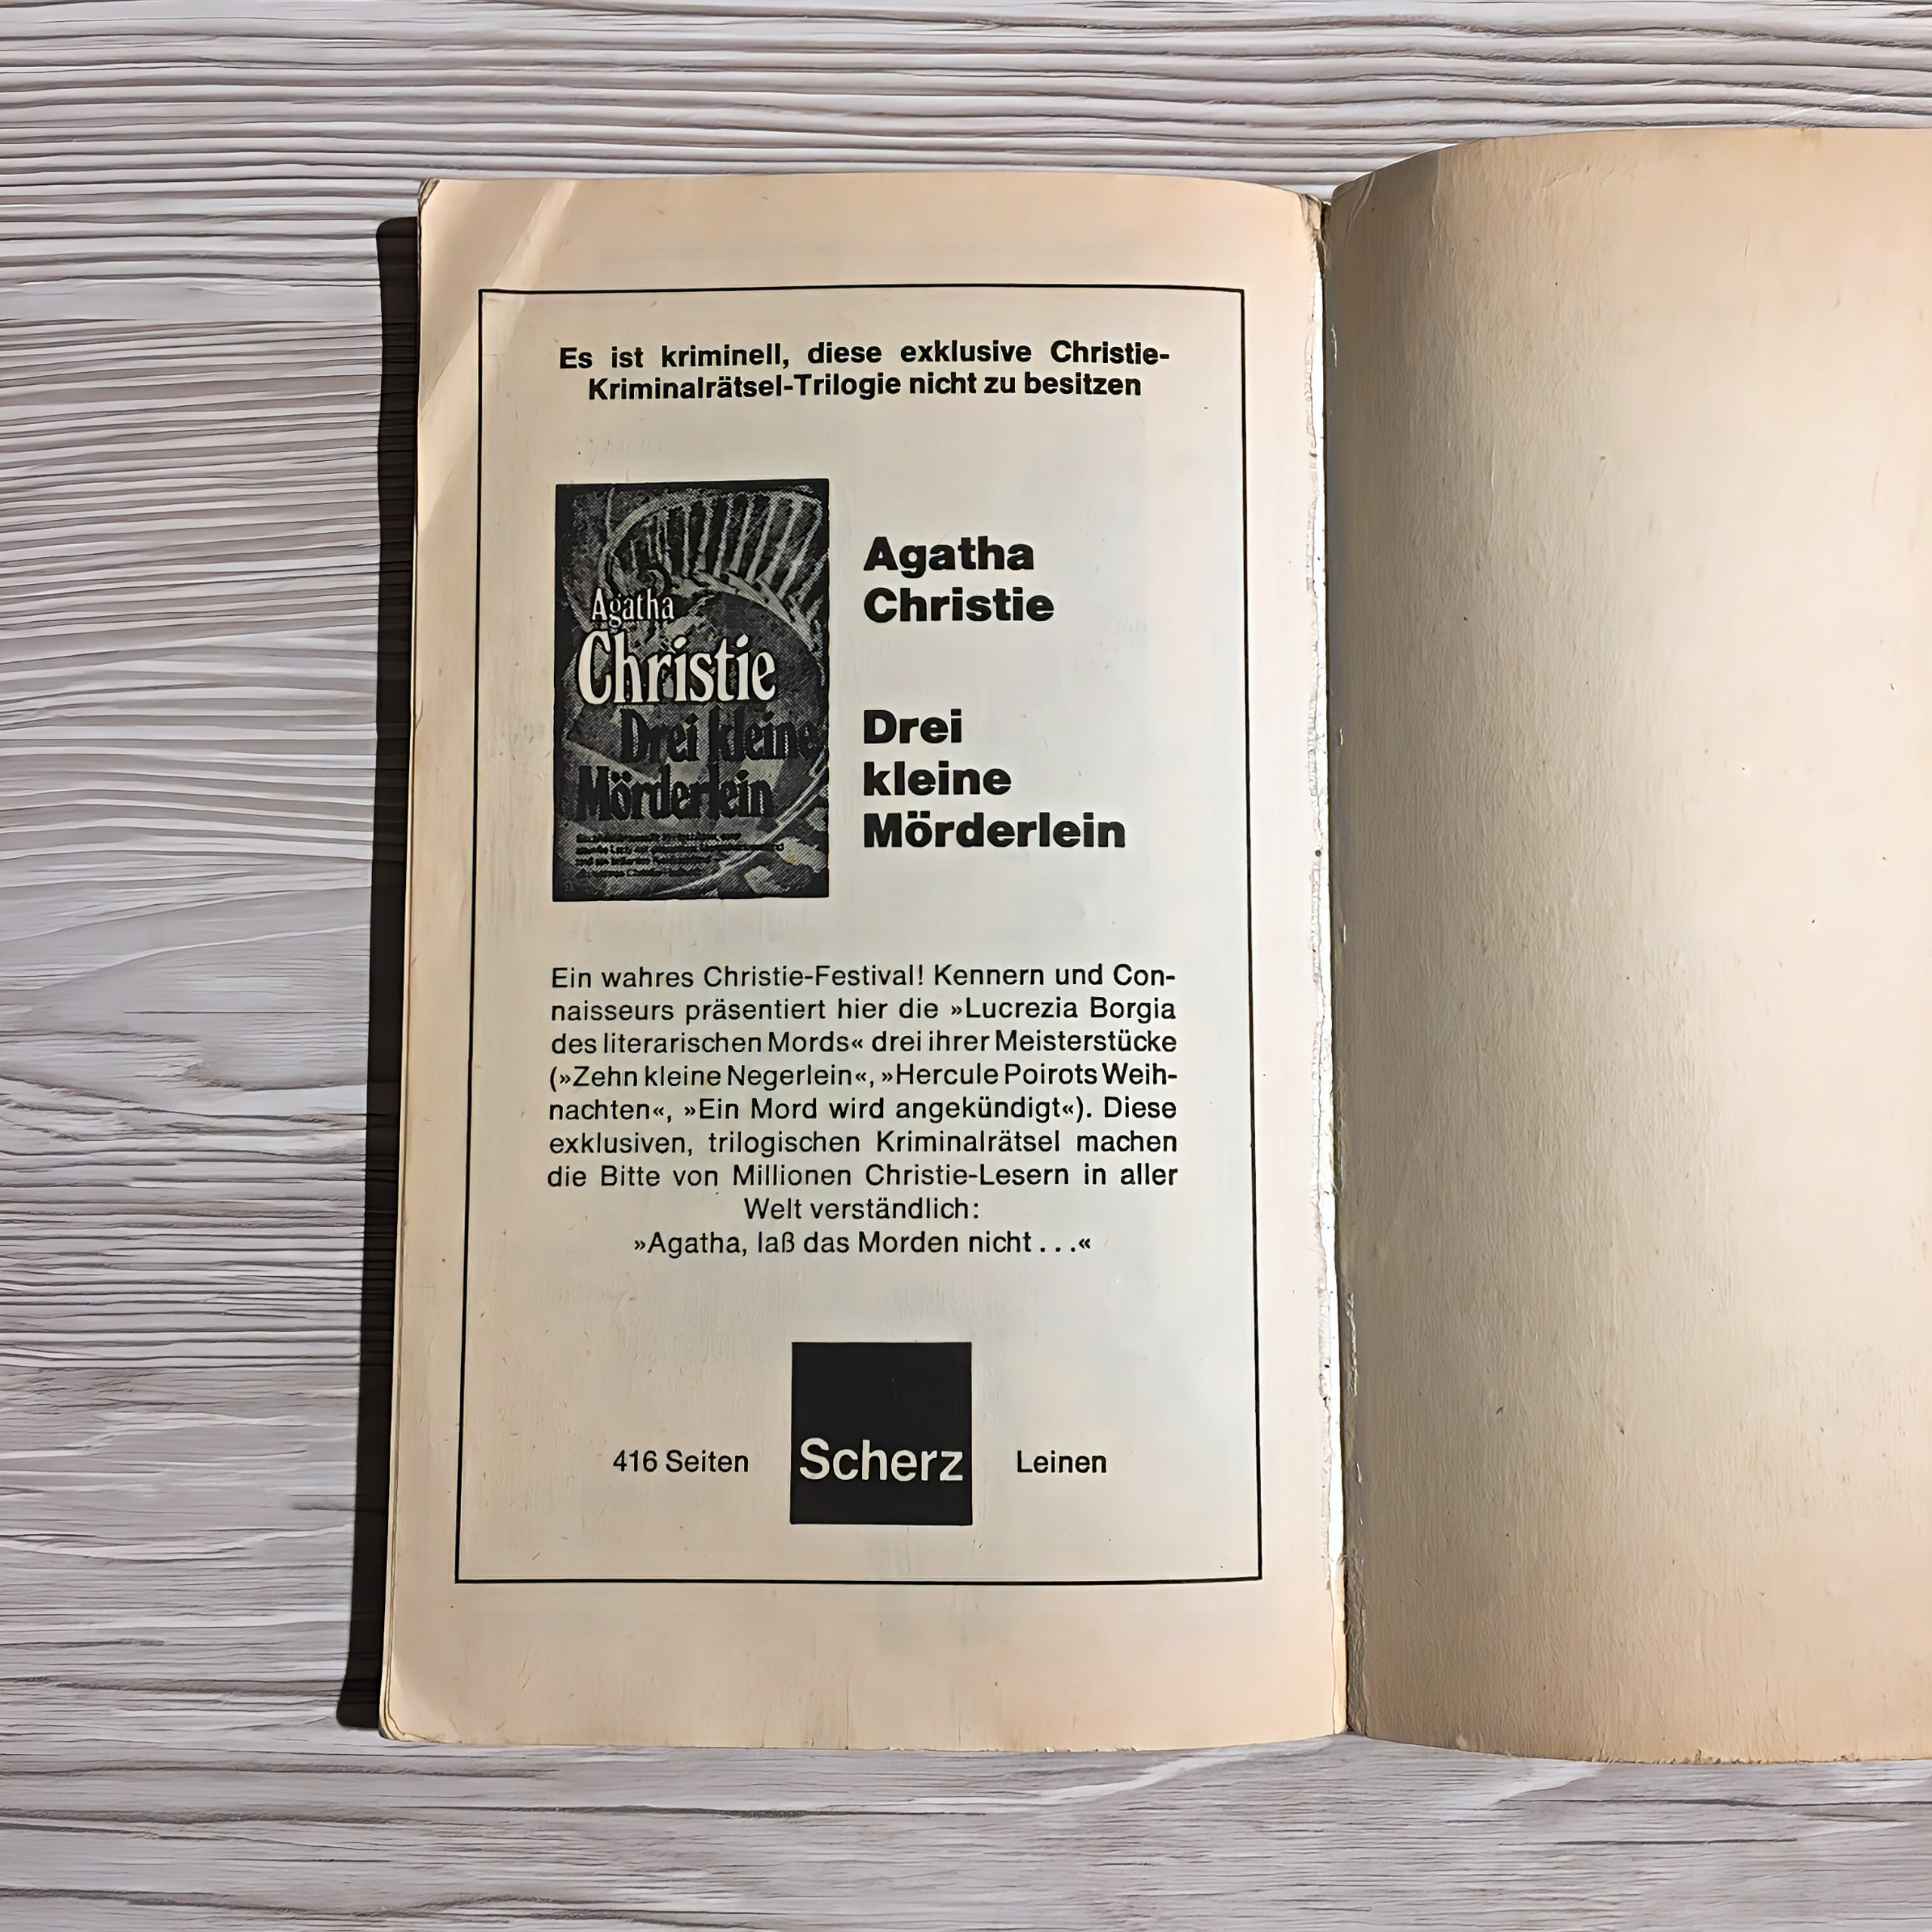 Es ist kriminell, diese exklusive Christie-
Kriminalrätsel-Trilogie nicht zu besitzen
Agatha
Christie
Drei kleine
Mörderlein
Agatha
Christie
Drei
kleine
Mörderlein
Ein wahres Christie-Festival! Kennern und Con-
naisseurs präsentiert hier die »Lucrezia Borgia
des literarischen Mords« drei ihrer Meisterstücke
(»Zehn kleine Negerlein«, »Hercule Poirots Weih-
nachten«, »Ein Mord wird angekündigt«). Diese
exklusiven, trilogischen Kriminalrätsel machen
die Bitte von Millionen Christie-Lesern in aller
Welt verständlich:
»Agatha, laß das Morden nicht . . .«
416 Seiten
Scherz
Leinen